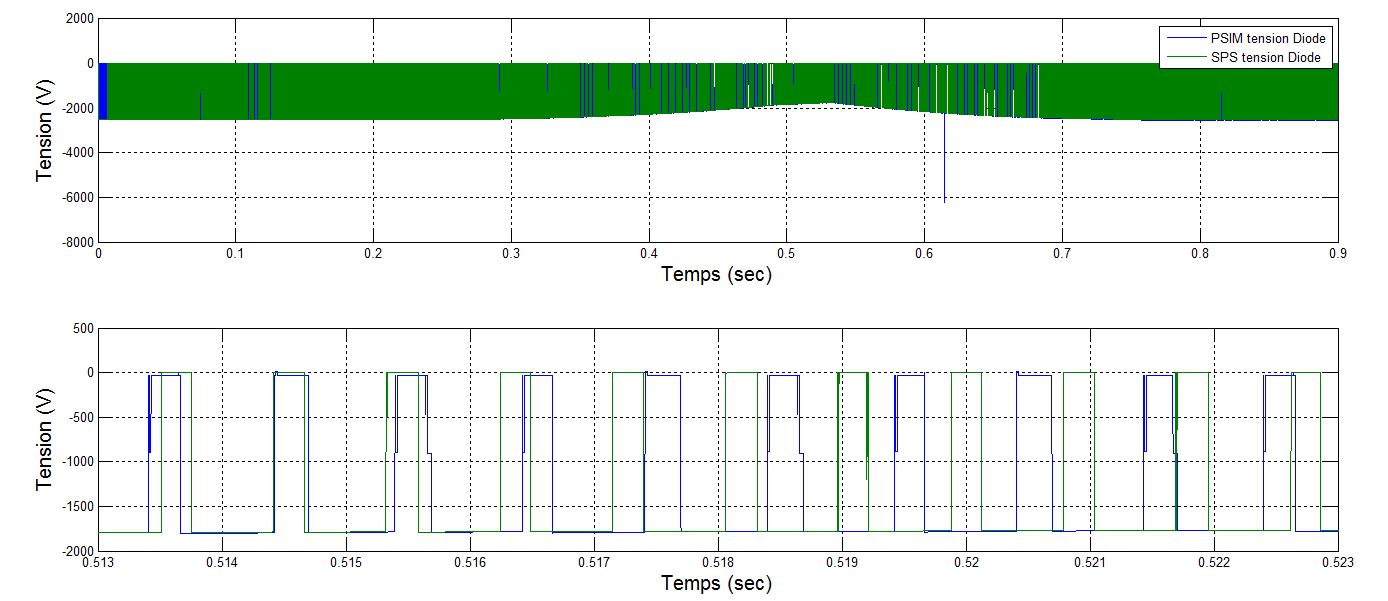 2000
0
-2000
-4000
-6000
-8000
Tension (V)
PSIM tension Diode
SPS tension Diode
0 0.1 0.2 0.3 0.4 0.5 0.6 0.7 0.8 0.9
Temps (sec)
500
0
-500
-1000
-1500
-2000
Tension (V)
0.513 0.514 0.515 0.516 0.517 0.518 0.519 0.52 0.521 0.522 0.523
Temps (sec)